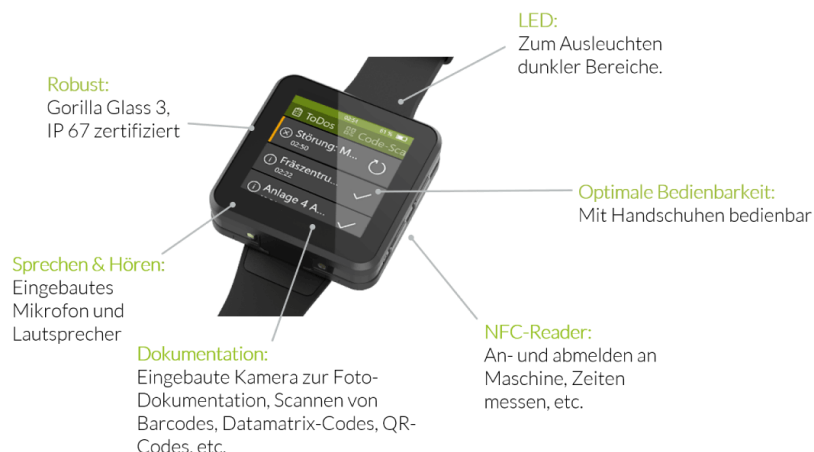 LED:
Zum Ausleuchten
dunkler Bereiche.
Robust:
Gorilla Glass 3,
IP 67 zertifiziert
00:51
81 %
ToDos
Code-Sca
Störung: M...
02:50
Fräszentru...
02:22
Anlage 4 A...
Optimale Bedienbarkeit:
Mit Handschuhen bedienbar
Sprechen & Hören:
Eingebautes
Mikrofon und
Lautsprecher
NFC-Reader:
An- und abmelden an
Maschine, Zeiten
messen, etc.
Dokumentation:
Eingebaute Kamera zur Foto-
Dokumentation, Scannen von
Barcodes, Datamatrix-Codes, QR-
Codes, etc.